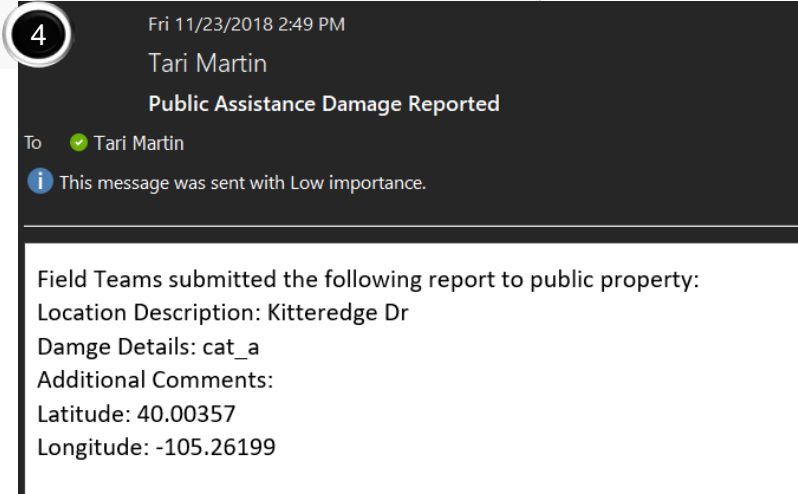 4
Fri 11/23/2018 2:49 PM
Tari Martin
Public Assistance Damage Reported
To Tari Martin
i This message was sent with Low importance.
Field Teams submitted the following report to public property:
Location Description: Kitteredge Dr
Damge Details: cat_a
Additional Comments:
Latitude: 40.00357
Longitude: -105.26199